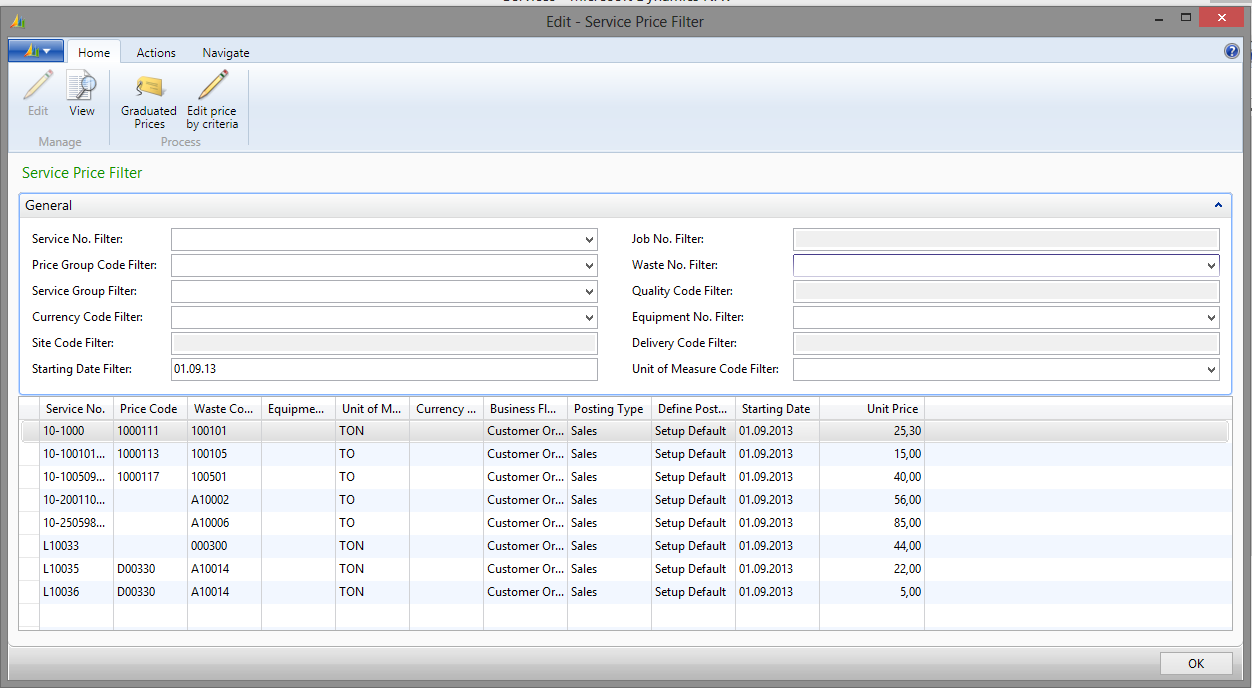 Edit - Service Price Filter
Home Actions Navigate
Edit View Graduated Prices Edit price by criteria
Manage Process
Service Price Filter
General
Service No. Filter: Job No. Filter:
Price Group Code Filter: Waste No. Filter:
Service Group Filter: Quality Code Filter:
Currency Code Filter: Equipment No. Filter:
Site Code Filter: Delivery Code Filter:
Starting Date Filter: 01.09.13 Unit of Measure Code Filter:
Service No. Price Code Waste Co... Equipme... Unit of M... Currency ... Business Fl... Posting Type Define Post... Starting Date Unit Price
10-1000 1000111 100101 TON Customer Or... Sales Setup Default 01.09.2013 25,30
10-100101... 1000113 100105 TO Customer Or... Sales Setup Default 01.09.2013 15,00
10-100509... 1000117 100501 TO Customer Or... Sales Setup Default 01.09.2013 40,00
10-200110... A10002 TO Customer Or... Sales Setup Default 01.09.2013 56,00
10-250598... A10006 TO Customer Or... Sales Setup Default 01.09.2013 85,00
L10033 000300 TON Customer Or... Sales Setup Default 01.09.2013 44,00
L10035 D00330 A10014 TON Customer Or... Sales Setup Default 01.09.2013 22,00
L10036 D00330 A10014 TON Customer Or... Sales Setup Default 01.09.2013 5,00
OK